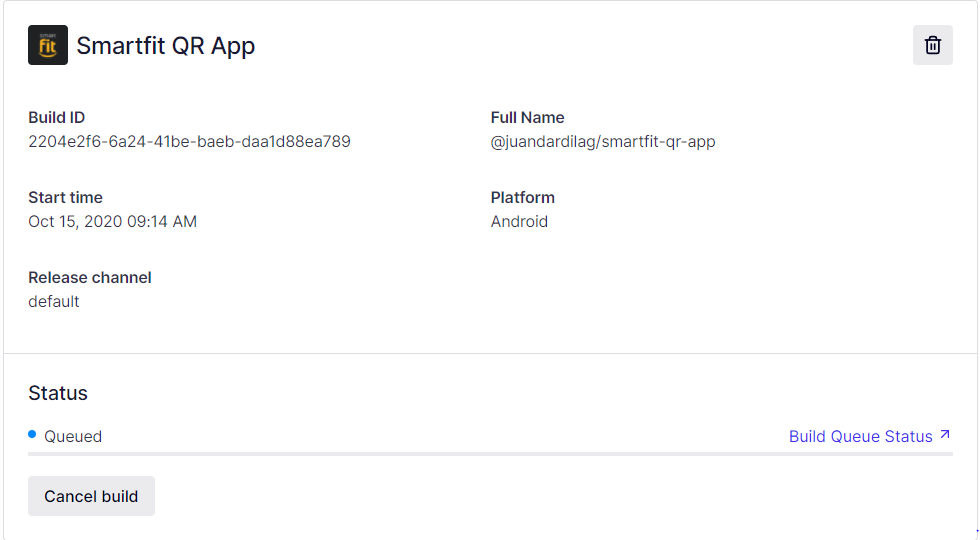 smart
fit
Smartfit QR App
Build ID
2204e2f6-6a24-41be-baeb-daa1d88ea789
Full Name
@juandardilag/smartfit-qr-app
Start time
Oct 15, 2020 09:14 AM
Platform
Android
Release channel
default
Status
Queued
Build Queue Status
Cancel build